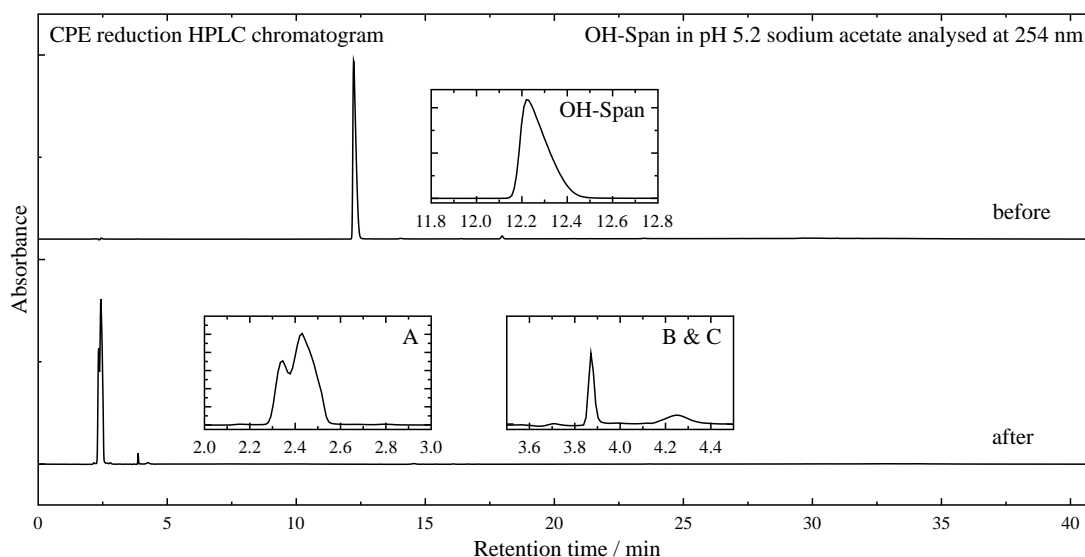 CPE reduction HPLC chromatogram
OH-Span in pH 5.2 sodium acetate analysed at 254 nm
OH-Span
11.8 12.0 12.2 12.4 12.6 12.8
before
Absorbance
A
2.0 2.2 2.4 2.6 2.8 3.0
B & C
3.6 3.8 4.0 4.2 4.4
after
0 5 10 15 20 25 30 35 40
Retention time / min